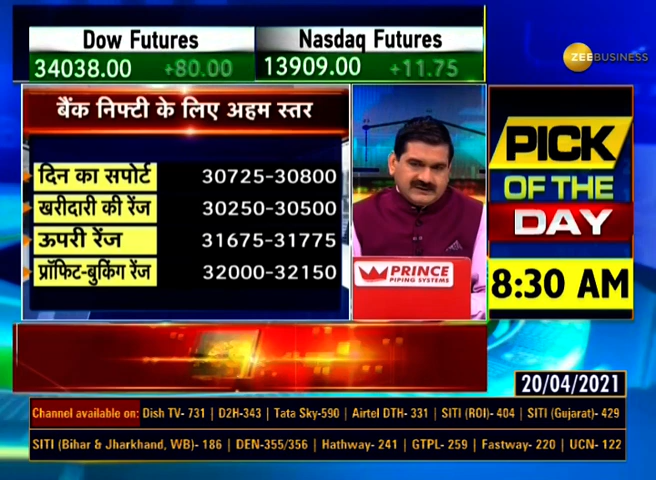 Dow Futures
34038.00 +80.00
Nasdaq Futures
13909.00 +11.75
ZEEBUSINESS
बैंक निफ्टी के लिए अहम स्तर
दिन का सपोर्ट 30725-30800
खरीदारी की रेंज 30250-30500
ऊपरी रेंज 31675-31775
प्रॉफिट-बुकिंग रेंज 32000-32150
PRINCE
PIPING SYSTEMS
PICK
OF THE
DAY
8:30 AM
20/04/2021
Channel available on: Dish TV- 731 | D2H-343 | Tata Sky-590 | Airtel DTH- 331 | SITI (ROI)- 404 | SITI (Gujarat)- 429
SITI (Bihar & Jharkhand, WB)- 186 | DEN-355/356 | Hathway- 241 | GTPL- 259 | Fastway- 220 | UCN- 122